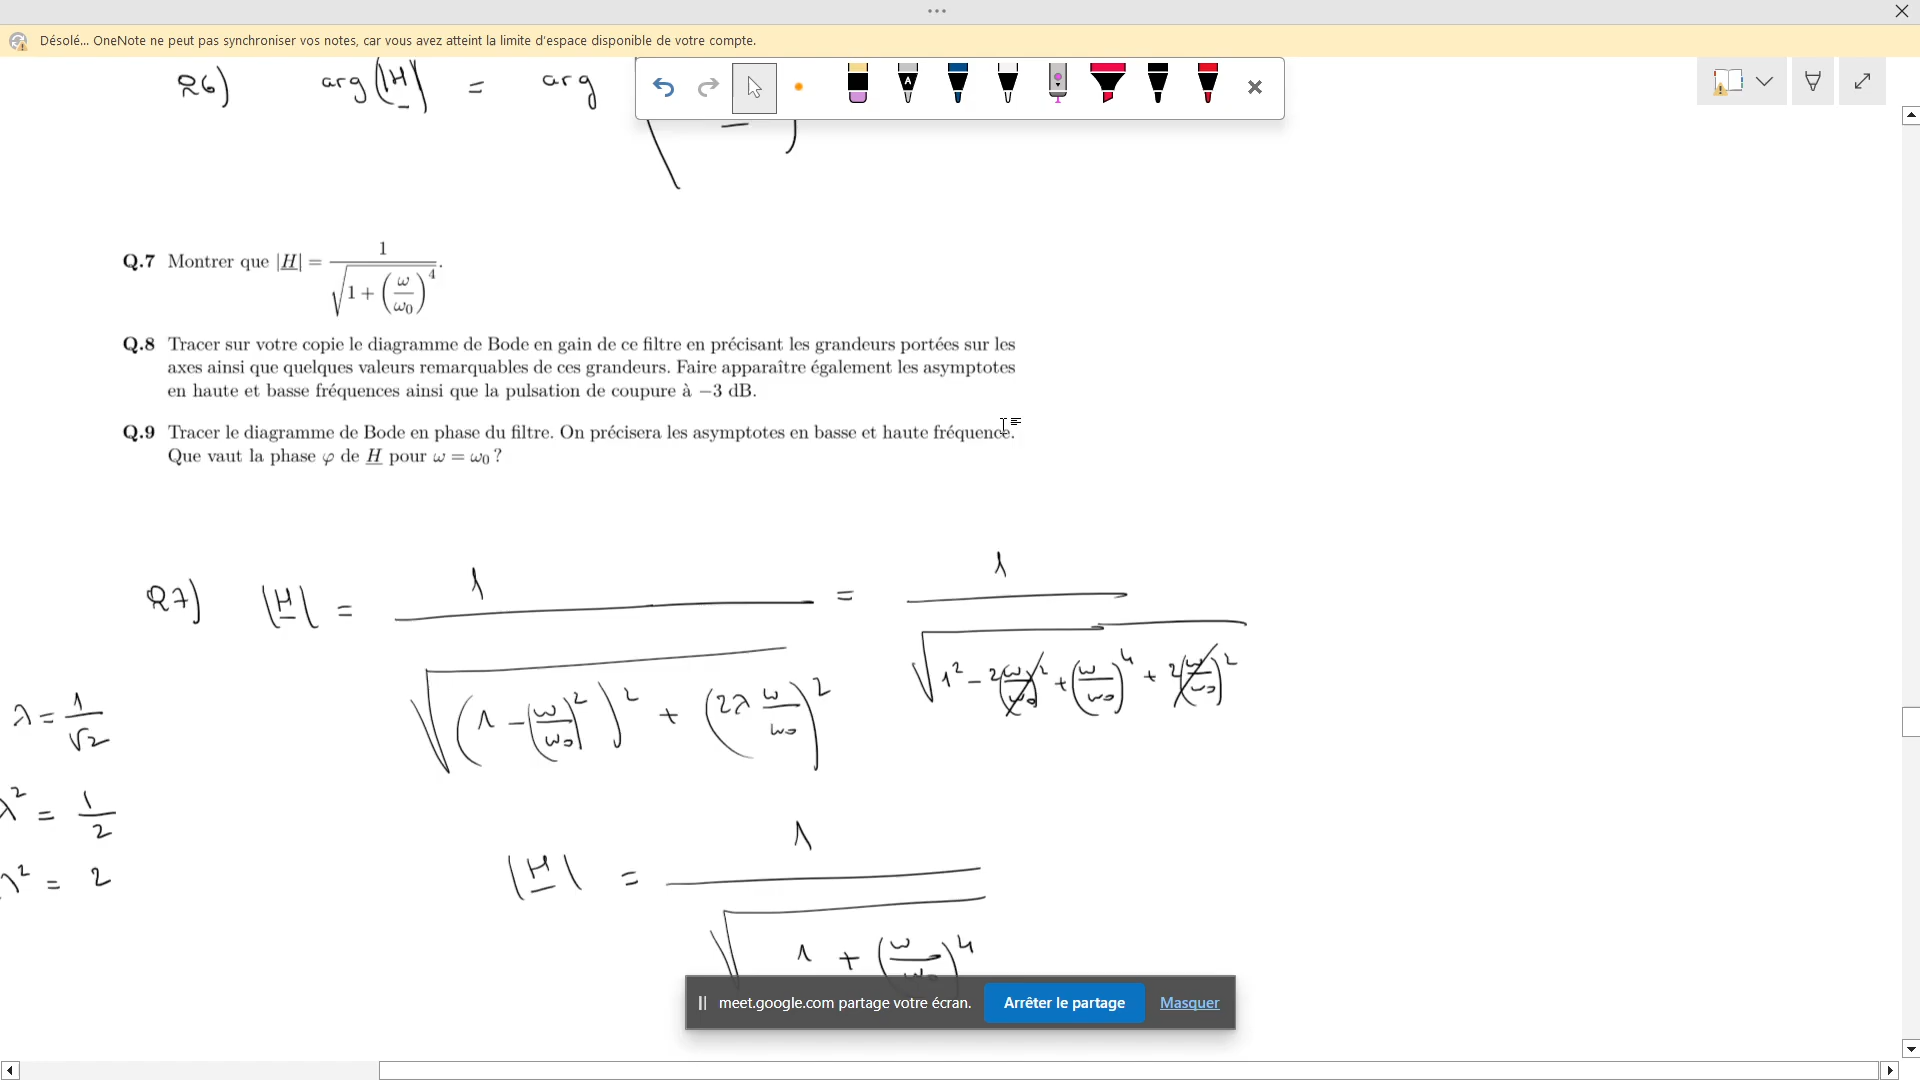 Désolé... OneNote ne peut pas synchroniser vos notes, car vous avez atteint la limite d'espace disponible de votre compte.
Q6) arg(H) = arg
Q.7 Montrer que |H| = 1 / √(1 + (ω/ω₀)⁴).
Q.8 Tracer sur votre copie le diagramme de Bode en gain de ce filtre en précisant les grandeurs portées sur les
axes ainsi que quelques valeurs remarquables de ces grandeurs. Faire apparaître également les asymptotes
en haute et basse fréquences ainsi que la pulsation de coupure à −3 dB.
Q.9 Tracer le diagramme de Bode en phase du filtre. On précisera les asymptotes en basse et haute fréquence.
Que vaut la phase φ de H pour ω = ω₀ ?
Q7) |H| = 1 / √((1 − (ω/ω₀)²)² + (2λ ω/ω₀)²) = 1 / √(1² − 2(ω/ω₀)² + (ω/ω₀)⁴ + 2(ω/ω₀)²)
λ = 1/√2
λ² = 1/2
λ² = 2
|H| = 1 / √(1 + (ω/ω₀)⁴)
meet.google.com partage votre écran. Arrêter le partage Masquer